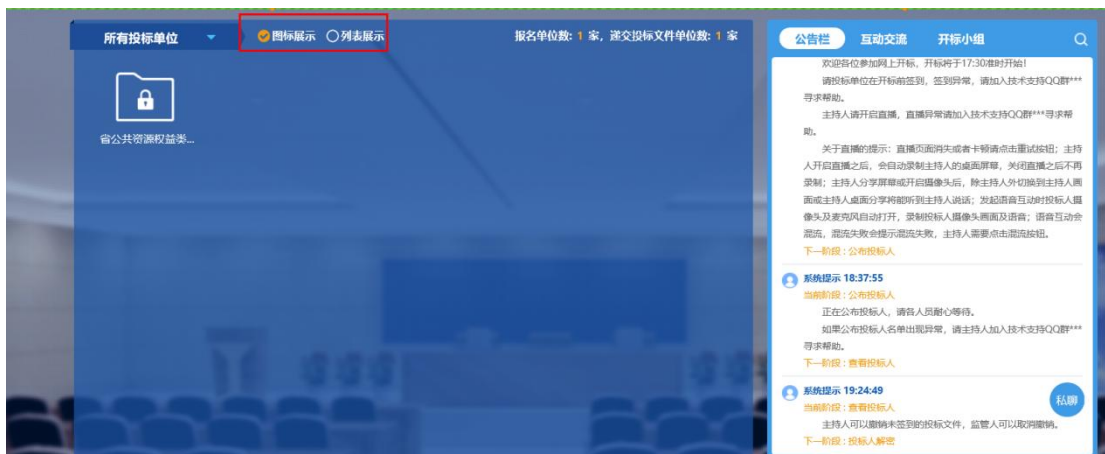 所有投标单位
图标展示 列表展示
报名单位数: 1 家, 递交投标文件单位数: 1 家
省公共资源权益类...
公告栏 互动交流 开标小组
欢迎各位参加网上开标, 开标将于17:30准时开始!
请投标单位在开标前签到, 签到异常, 请加入技术支持QQ群***
寻求帮助。
主持人请开启直播, 直播异常请加入技术支持QQ群***寻求帮
助。
关于直播的提示: 直播页面消失或者卡顿请点击重试按钮; 主持
人开启直播之后, 会自动录制主持人的桌面屏幕, 关闭直播之后不再
录制; 主持人分享屏幕或开启摄像头后, 除主持人外切换到主持人画
面或主持人桌面分享将能听到主持人说话; 发起语音互动时投标人摄
像头及麦克风自动打开, 录制投标人摄像头画面及语音; 语音互动会
混流, 混流失败会提示混流失败, 主持人需要点击混流按钮。
下一阶段 : 公布投标人
系统提示 18:37:55
当前阶段 : 公布投标人
正在公布投标人, 请各人员耐心等待。
如果公布投标人名单出现异常, 请主持人加入技术支持QQ群***
寻求帮助。
下一阶段 : 查看投标人
系统提示 19:24:49
当前阶段 : 查看投标人
主持人可以撤销未签到的投标文件, 监管人可以取消撤销。
下一阶段 : 投标人解密
私聊